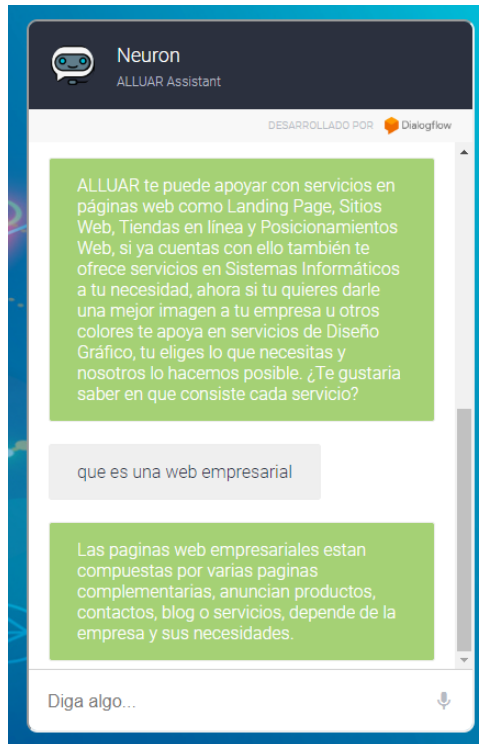 Neuron
ALLUAR Assistant
DESARROLLADO POR Dialogflow
ALLUAR te puede apoyar con servicios en
páginas web como Landing Page, Sitios
Web, Tiendas en línea y Posicionamientos
Web, si ya cuentas con ello también te
ofrece servicios en Sistemas Informáticos
a tu necesidad, ahora si tu quieres darle
una mejor imagen a tu empresa u otros
colores te apoya en servicios de Diseño
Gráfico, tu eliges lo que necesitas y
nosotros lo hacemos posible. ¿Te gustaria
saber en que consiste cada servicio?
que es una web empresarial
Las paginas web empresariales estan
compuestas por varias paginas
complementarias, anuncian productos,
contactos, blog o servicios, depende de la
empresa y sus necesidades.
Diga algo...